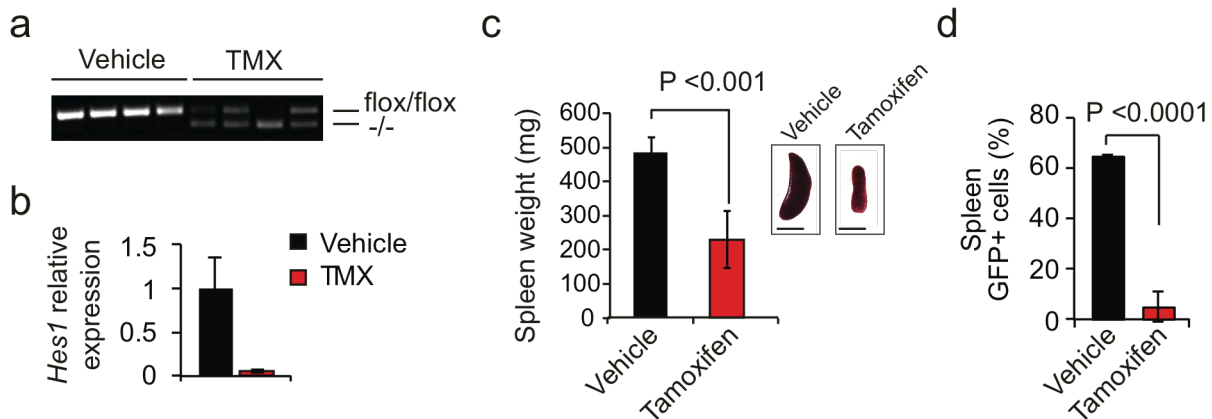 a
Vehicle
TMX
flox/flox
-/-
b
Hes1 relative
expression
1
0.5
0
Vehicle
TMX
c
P <0.001
Spleen weight (mg)
600
500
400
300
200
100
0
Vehicle
Tamoxifen
Vehicle
Tamoxifen
d
P <0.0001
Spleen
GFP+ cells (%)
80
60
40
20
0
Vehicle
Tamoxifen